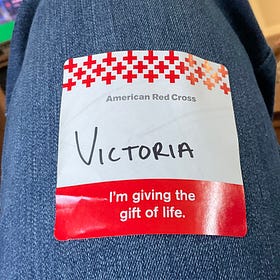 American Red Cross
VICTORIA
I'm giving the
gift of life.